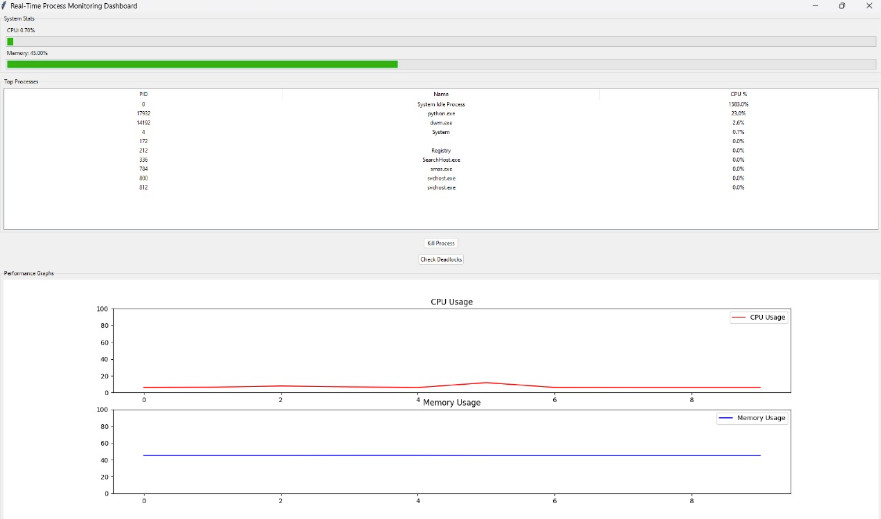 Real-Time Process Monitoring Dashboard
System Stats
CPU: 0.70%
Memory: 45.00%
Top Processes
PID Name CPU %
0 System Idle Process 1503.0%
17932 python.exe 23.0%
14192 dwm.exe 2.6%
4 System 0.7%
172 0.0%
212 Registry 0.0%
336 SearchHost.exe 0.0%
784 smss.exe 0.0%
800 svchost.exe 0.0%
812 svchost.exe 0.0%
Kill Process
Check Deadlocks
Performance Graphs
CPU Usage
CPU Usage
100
80
60
40
20
0
0 2 4 6 8
Memory Usage
Memory Usage
100
80
60
40
20
0
0 2 4 6 8